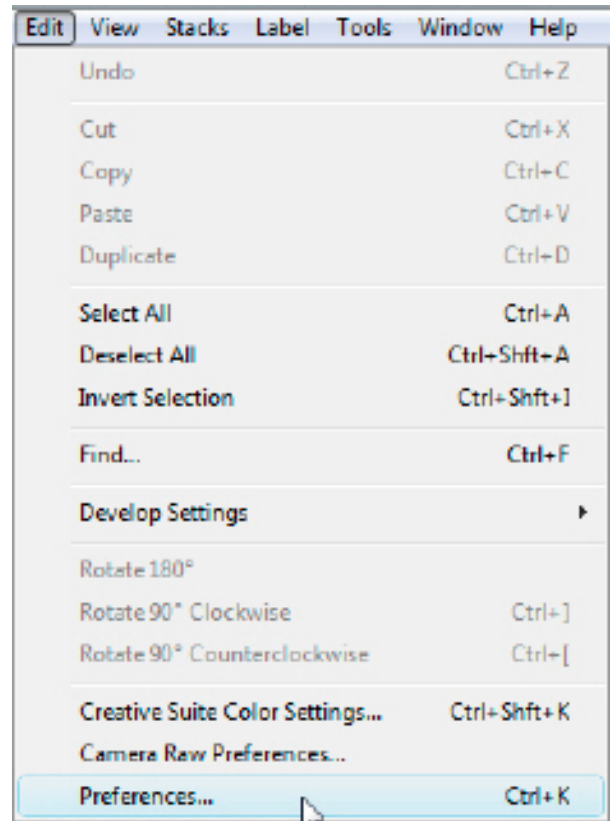 Edit View Stacks Label Tools Window Help
Undo Ctrl+Z
Cut Ctrl+X
Copy Ctrl+C
Paste Ctrl+V
Duplicate Ctrl+D
Select All Ctrl+A
Deselect All Ctrl+Shft+A
Invert Selection Ctrl+Shft+I
Find... Ctrl+F
Develop Settings
Rotate 180°
Rotate 90° Clockwise Ctrl+]
Rotate 90° Counterclockwise Ctrl+[
Creative Suite Color Settings... Ctrl+Shft+K
Camera Raw Preferences...
Preferences... Ctrl+K